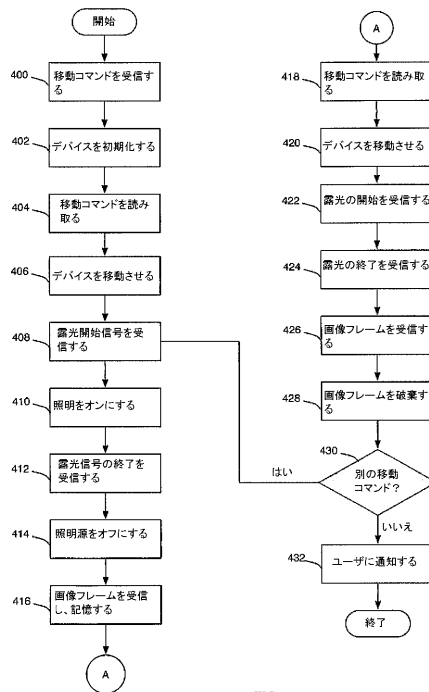 開始
400
移動コマンドを受信す
る
402
デバイスを初期化する
404
移動コマンドを読み
取る
406
デバイスを移動させる
408
露光開始信号を受
信する
410
照明をオンにする
412
露光信号の終了を
受信する
414
照明源をオフにする
416
画像フレームを受信
し、記憶する
A
A
418
移動コマンドを読み取
る
420
デバイスを移動させる
422
露光の開始を受信する
424
露光の終了を受信する
426
画像フレームを受信す
る
428
画像フレームを破棄す
る
430
別の移動
コマンド?
はい
いいえ
432
ユーザに通知する
終了